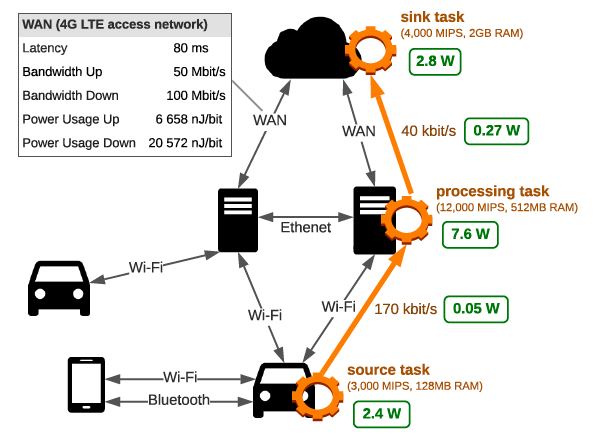 WAN (4G LTE access network)
Latency 80 ms
Bandwidth Up 50 Mbit/s
Bandwidth Down 100 Mbit/s
Power Usage Up 6 658 nJ/bit
Power Usage Down 20 572 nJ/bit
sink task
(4,000 MIPS, 2GB RAM)
2.8 W
WAN
WAN
40 kbit/s
0.27 W
processing task
(12,000 MIPS, 512MB RAM)
7.6 W
Ethenet
Wi-Fi
Wi-Fi
Wi-Fi
170 kbit/s
0.05 W
source task
(3,000 MIPS, 128MB RAM)
2.4 W
Wi-Fi
Bluetooth